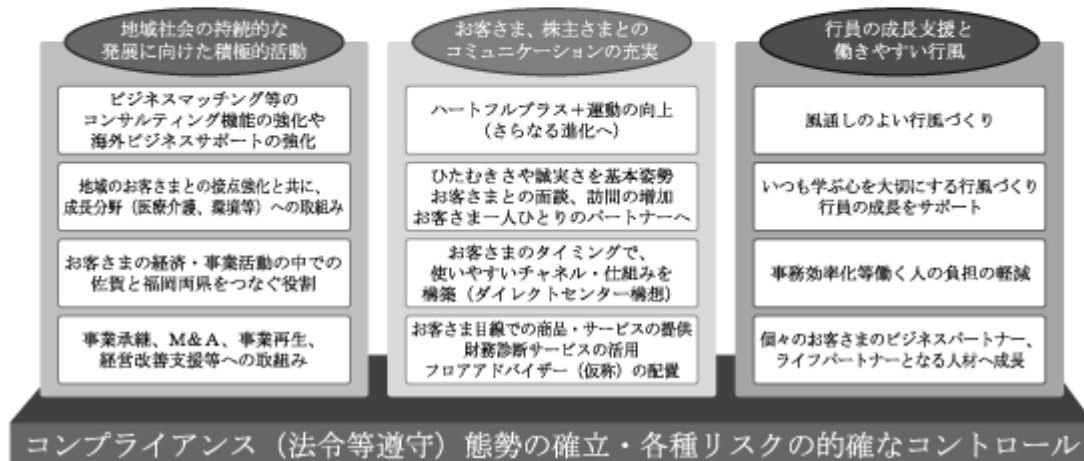 地域社会の持続的な
発展に向けた積極的活動
ビジネスマッチング等の
コンサルティング機能の強化や
海外ビジネスサポートの強化
地域のお客さまとの接点強化と共に、
成長分野（医療介護、環境等）への取組み
お客さまの経済・事業活動の中での
佐賀と福岡両県をつなぐ役割
事業承継、M＆A、事業再生、
経営改善支援等への取組み
お客さま、株主さまとの
コミュニケーションの充実
ハートフルプラス＋運動の向上
（さらなる進化へ）
ひたむきさや誠実さを基本姿勢
お客さまとの面談、訪問の増加
お客さま一人ひとりのパートナーへ
お客さまのタイミングで、
使いやすいチャネル・仕組みを
構築（ダイレクトセンター構想）
お客さま目線での商品・サービスの提供
財務診断サービスの活用
フロアアドバイザー（仮称）の配置
行員の成長支援と
働きやすい行風
風通しのよい行風づくり
いつも学ぶ心を大切にする行風づくり
行員の成長をサポート
事務効率化等働く人の負担の軽減
個々のお客さまのビジネスパートナー、
ライフパートナーとなる人材へ成長
コンプライアンス（法令等遵守）態勢の確立・各種リスクの的確なコントロール